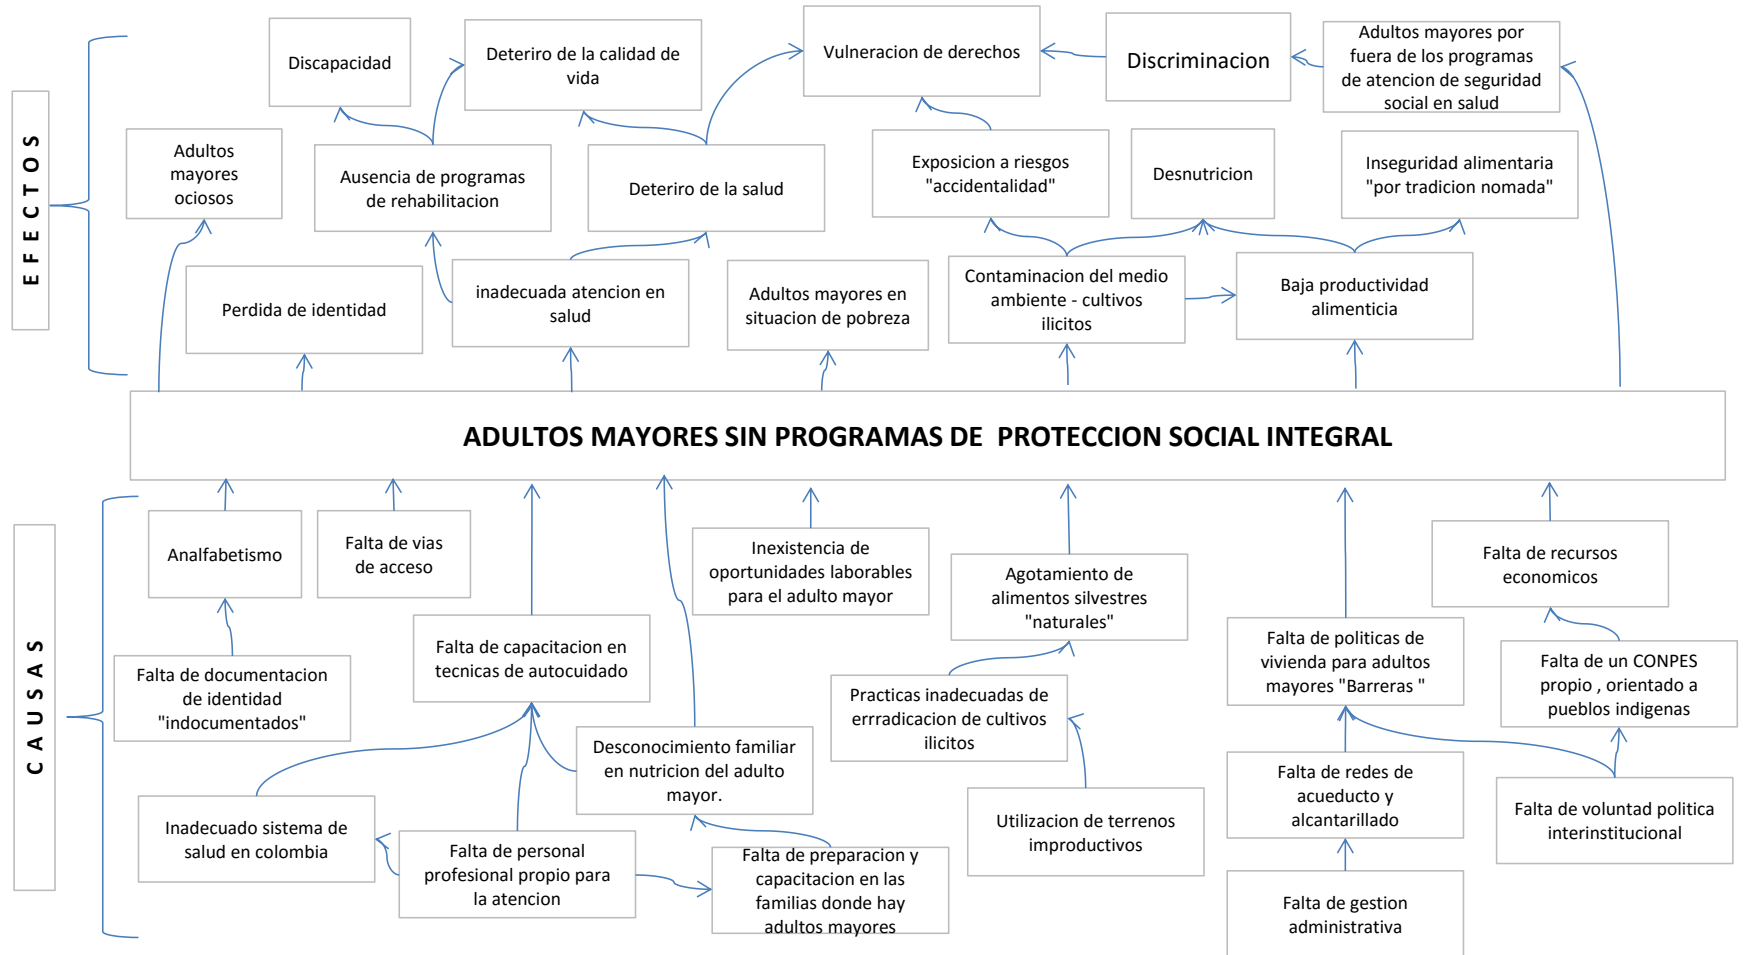 EFECTOS
Discapacidad
Deteriro de la calidad de
vida
Vulneracion de derechos
Discriminacion
Adultos mayores por
fuera de los programas
de atencion de seguridad
social en salud
Adultos
mayores
ociosos
Ausencia de programas
de rehabilitacion
Deteriro de la salud
Exposicion a riesgos
"accidentalidad"
Desnutricion
Inseguridad alimentaria
"por tradicion nomada"
Perdida de identidad
inadecuada atencion en
salud
Adultos mayores en
situacion de pobreza
Contaminacion del medio
ambiente - cultivos
ilicitos
Baja productividad
alimenticia
ADULTOS MAYORES SIN PROGRAMAS DE PROTECCION SOCIAL INTEGRAL
CAUSAS
Analfabetismo
Falta de vias
de acceso
Inexistencia de
oportunidades laborables
para el adulto mayor
Agotamiento de
alimentos silvestres
"naturales"
Falta de recursos
economicos
Falta de documentacion
de identidad
"indocumentados"
Falta de capacitacion en
tecnicas de autocuidado
Falta de politicas de
vivienda para adultos
mayores "Barreras "
Falta de un CONPES
propio , orientado a
pueblos indigenas
Practicas inadecuadas de
errradicacion de cultivos
ilicitos
Desconocimiento familiar
en nutricion del adulto
mayor.
Falta de redes de
acueducto y
alcantarillado
Falta de voluntad politica
interinstitucional
Inadecuado sistema de
salud en colombia
Falta de personal
profesional propio para
la atencion
Falta de preparacion y
capacitacion en las
familias donde hay
adultos mayores
Utilizacion de terrenos
improductivos
Falta de gestion
administrativa